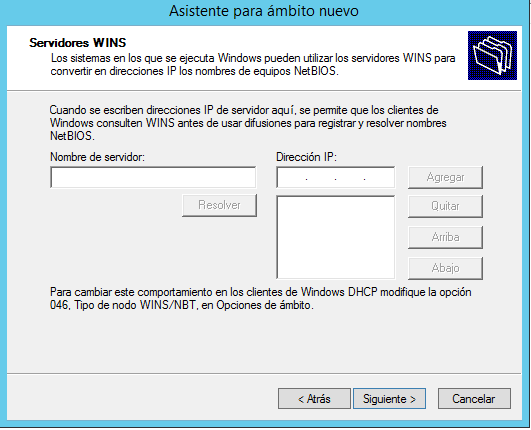 Asistente para ámbito nuevo
Servidores WINS
Los sistemas en los que se ejecuta Windows pueden utilizar los servidores WINS para
convertir en direcciones IP los nombres de equipos NetBIOS.
Cuando se escriben direcciones IP de servidor aquí, se permite que los clientes de
Windows consulten WINS antes de usar difusiones para registrar y resolver nombres
NetBIOS.
Nombre de servidor:
Dirección IP:
Agregar
Resolver
Quitar
Arriba
Abajo
Para cambiar este comportamiento en los clientes de Windows DHCP modifique la opción
046, Tipo de nodo WINS/NBT, en Opciones de ámbito.
< Atrás
Siguiente >
Cancelar